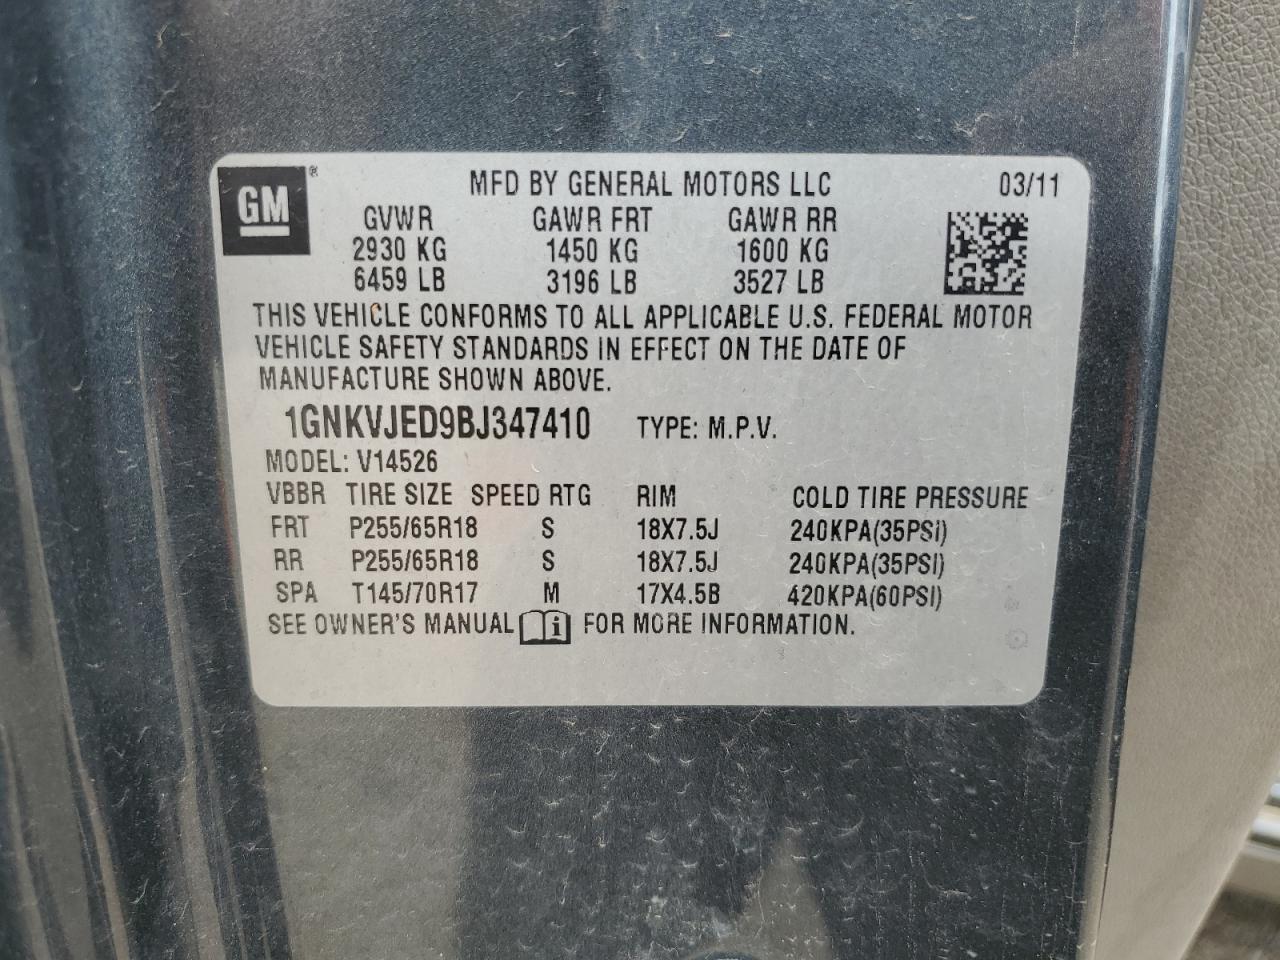 GM ® MFD BY GENERAL MOTORS LLC 03/11
GVWR GAWR FRT GAWR RR
2930 KG 1450 KG 1600 KG
6459 LB 3196 LB 3527 LB
THIS VEHICLE CONFORMS TO ALL APPLICABLE U.S. FEDERAL MOTOR
VEHICLE SAFETY STANDARDS IN EFFECT ON THE DATE OF
MANUFACTURE SHOWN ABOVE.
1GNKVJED9BJ347410 TYPE: M.P.V.
MODEL: V14526
VBBR TIRE SIZE SPEED RTG RIM COLD TIRE PRESSURE
FRT P255/65R18 S 18X7.5J 240KPA(35PSI)
RR P255/65R18 S 18X7.5J 240KPA(35PSI)
SPA T145/70R17 M 17X4.5B 420KPA(60PSI)
SEE OWNER'S MANUAL i FOR MORE INFORMATION.